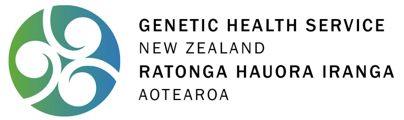 GENETIC HEALTH SERVICE
NEW ZEALAND
RATONGA HAUORA IRANGA
AOTEAROA